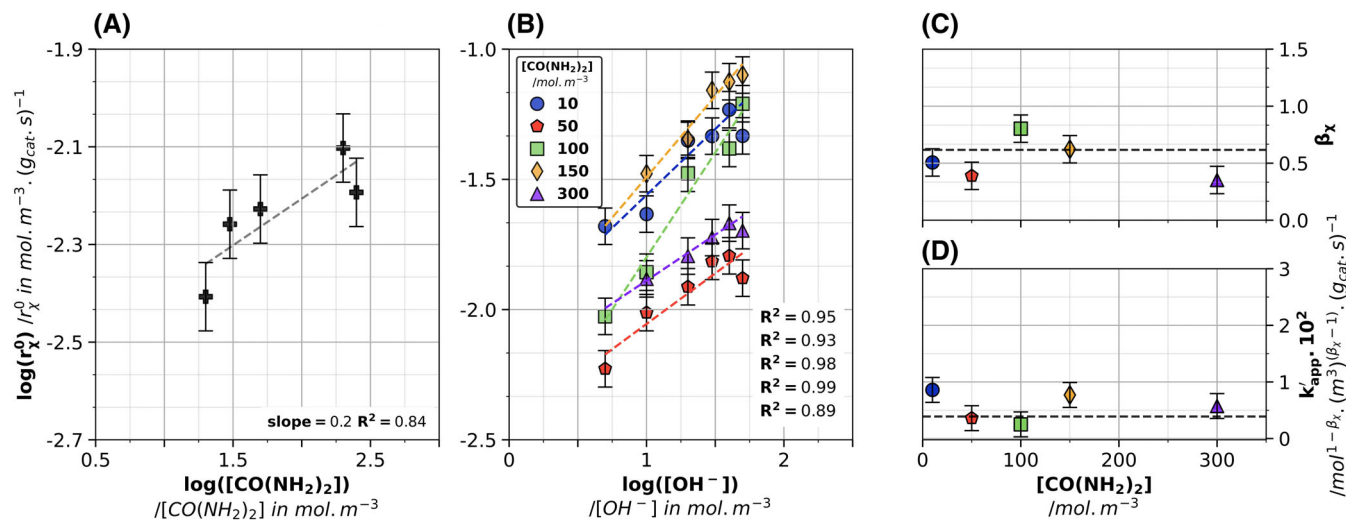 (A)
log(r⁰ᵪ) /r⁰ᵪ in mol.m⁻³.(g_cat.s)⁻¹
-1.9
-2.1
-2.3
-2.5
-2.7
slope = 0.2 R² = 0.84
0.5 1.5 2.5
log([CO(NH₂)₂])
/[CO(NH₂)₂] in mol.m⁻³
(B)
-1.0
-1.5
-2.0
-2.5
[CO(NH₂)₂]
/mol.m⁻³
10
50
100
150
300
R² = 0.95
R² = 0.93
R² = 0.98
R² = 0.99
R² = 0.89
0 1 2
log([OH⁻])
/[OH⁻] in mol.m⁻³
(C)
1.5
1.0
0.5
0.0
βᵪ
(D)
3
2
1
0
k′_app.10²
/mol^(1−βᵪ).(m³)^(βᵪ−1).(g_cat.s)⁻¹
0 100 200 300
[CO(NH₂)₂]
/mol.m⁻³